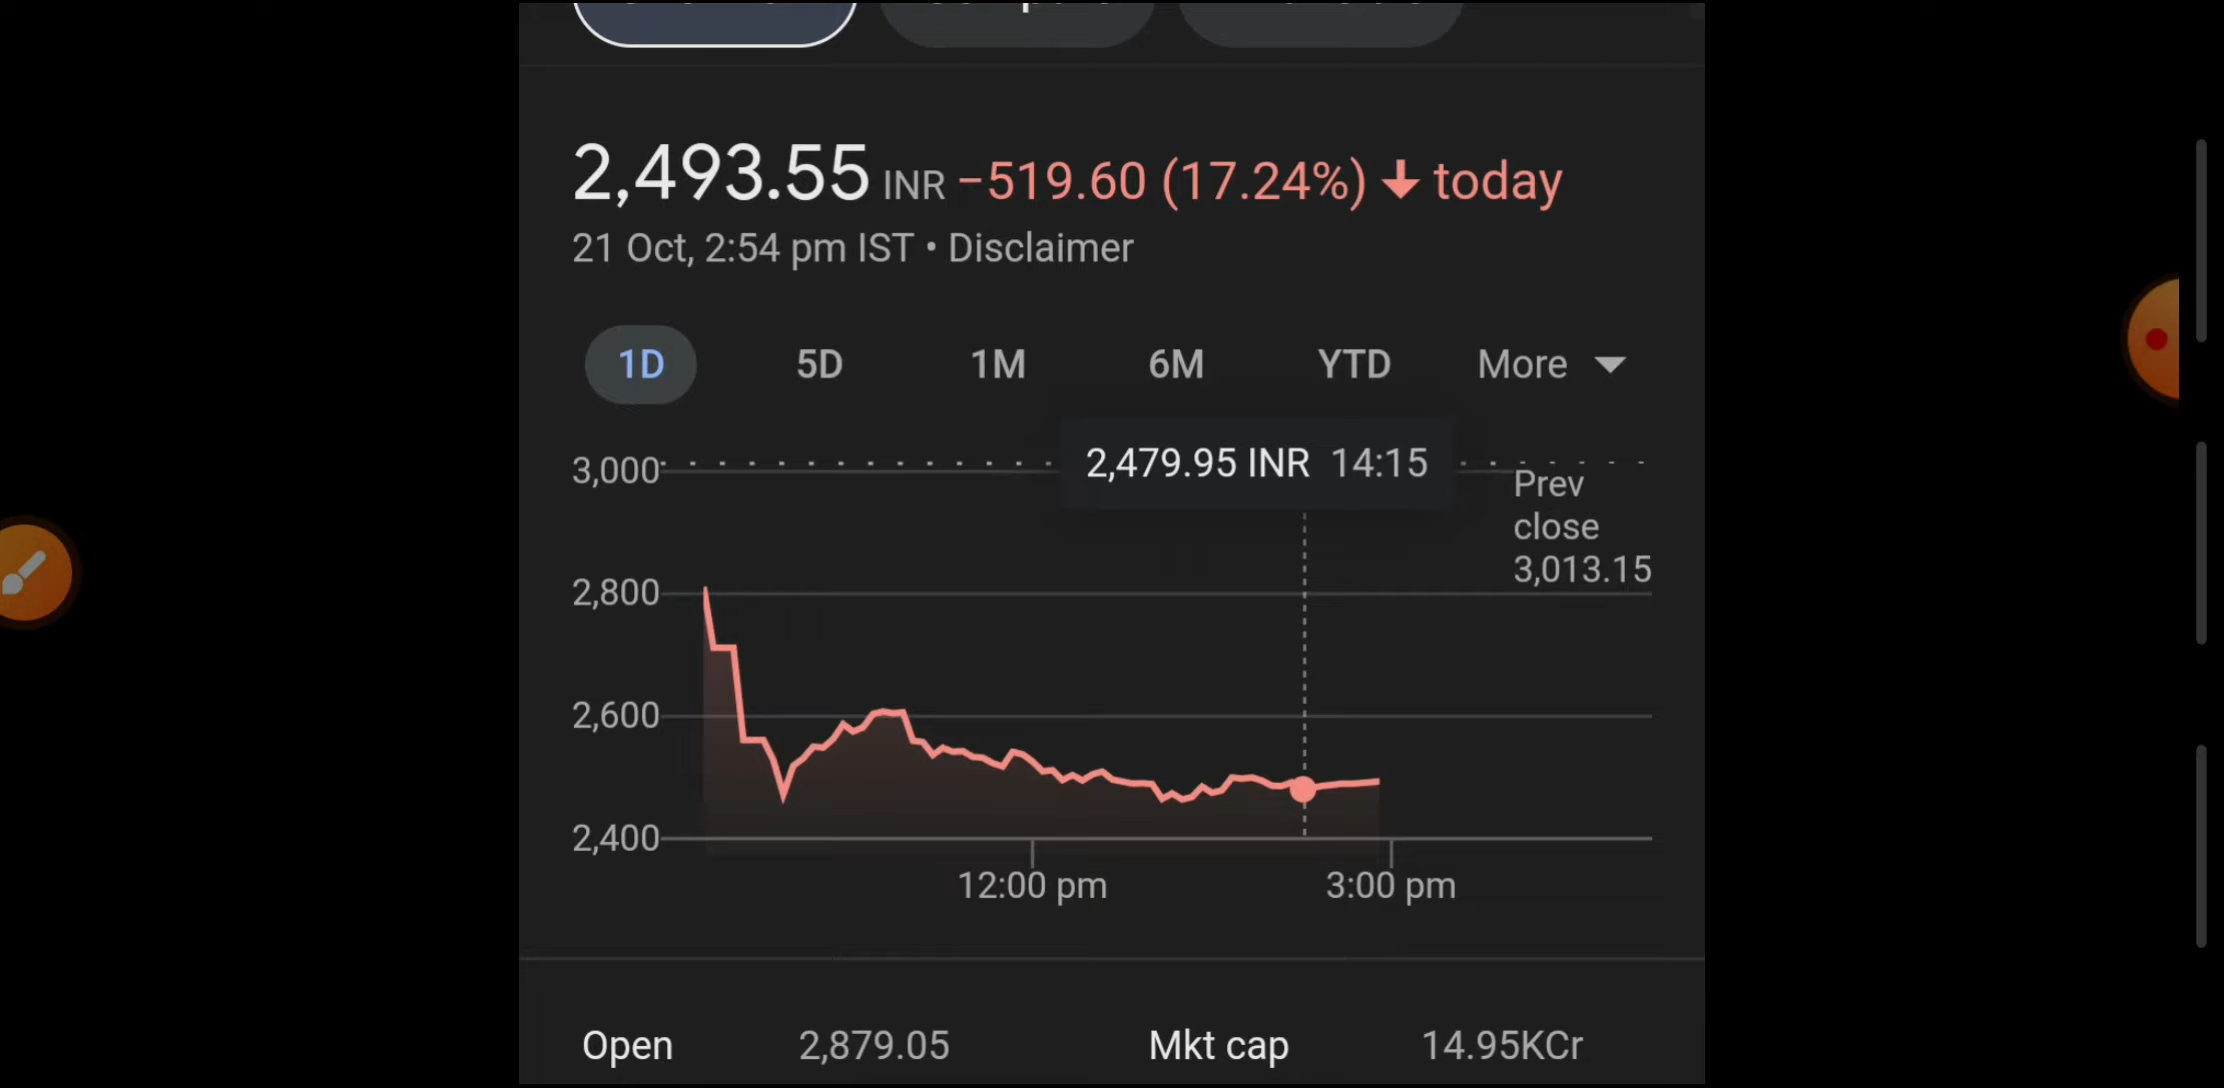 2,493.55 INR −519.60 (17.24%) ↓ today
21 Oct, 2:54 pm IST • Disclaimer
1D 5D 1M 6M YTD More
2,479.95 INR 14:15
3,000
Prev
close
3,013.15
2,800
2,600
2,400
12:00 pm 3:00 pm
Open 2,879.05 Mkt cap 14.95KCr